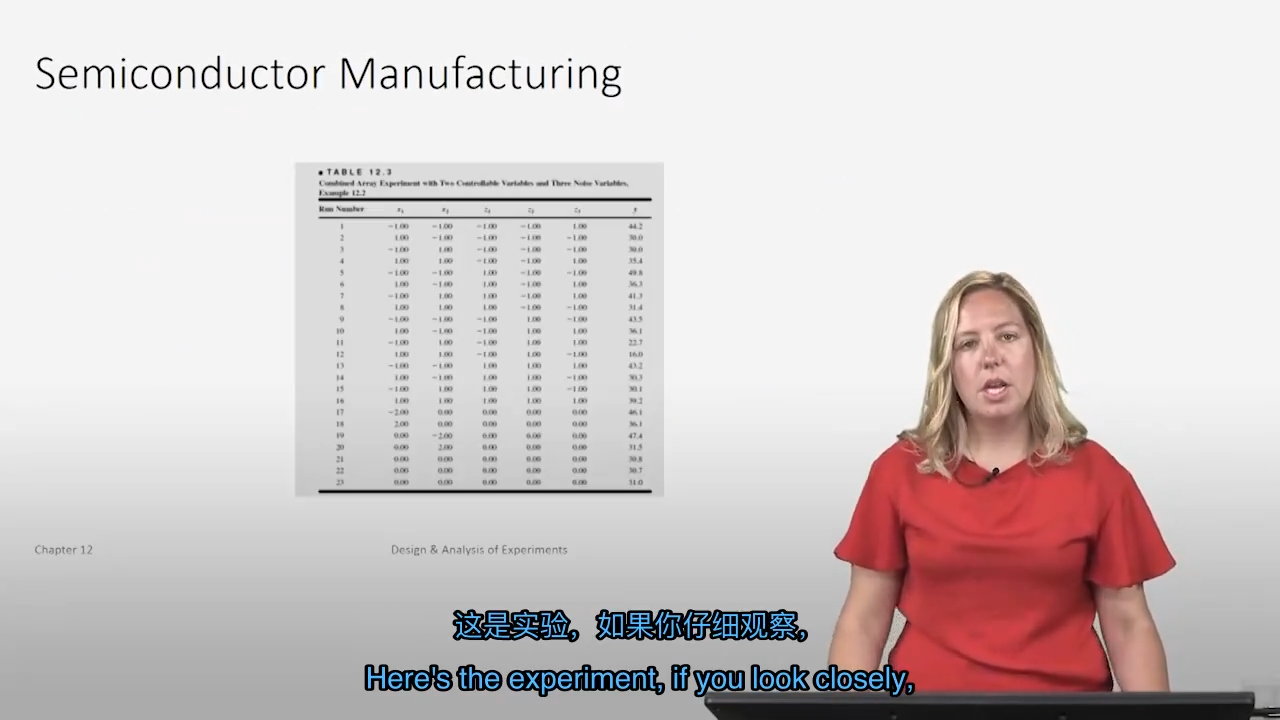 Semiconductor Manufacturing
TABLE 12.3
Combined Array Experiment with Two Controllable Variables and Three Noise Variables,
Example 12.2
Run Number x₁ x₂ z₁ z₂ z₃ y
1 −1.00 −1.00 −1.00 −1.00 1.00 44.2
2 1.00 −1.00 −1.00 −1.00 −1.00 30.0
3 −1.00 1.00 −1.00 −1.00 −1.00 30.0
4 1.00 1.00 −1.00 −1.00 1.00 35.4
5 −1.00 −1.00 1.00 −1.00 −1.00 49.8
6 1.00 −1.00 1.00 −1.00 1.00 36.3
7 −1.00 1.00 1.00 −1.00 1.00 41.3
8 1.00 1.00 1.00 −1.00 −1.00 31.4
9 −1.00 −1.00 −1.00 1.00 −1.00 43.5
10 1.00 −1.00 −1.00 1.00 1.00 36.1
11 −1.00 1.00 −1.00 1.00 1.00 22.7
12 1.00 1.00 −1.00 1.00 −1.00 16.0
13 −1.00 −1.00 1.00 1.00 1.00 43.2
14 1.00 −1.00 1.00 1.00 −1.00 30.3
15 −1.00 1.00 1.00 1.00 −1.00 30.1
16 1.00 1.00 1.00 1.00 1.00 39.2
17 −2.00 0.00 0.00 0.00 0.00 46.1
18 2.00 0.00 0.00 0.00 0.00 36.1
19 0.00 −2.00 0.00 0.00 0.00 47.4
20 0.00 2.00 0.00 0.00 0.00 31.5
21 0.00 0.00 0.00 0.00 0.00 30.8
22 0.00 0.00 0.00 0.00 0.00 30.7
23 0.00 0.00 0.00 0.00 0.00 31.0
Chapter 12
Design & Analysis of Experiments
这是实验，如果你仔细观察，
Here's the experiment, if you look closely,